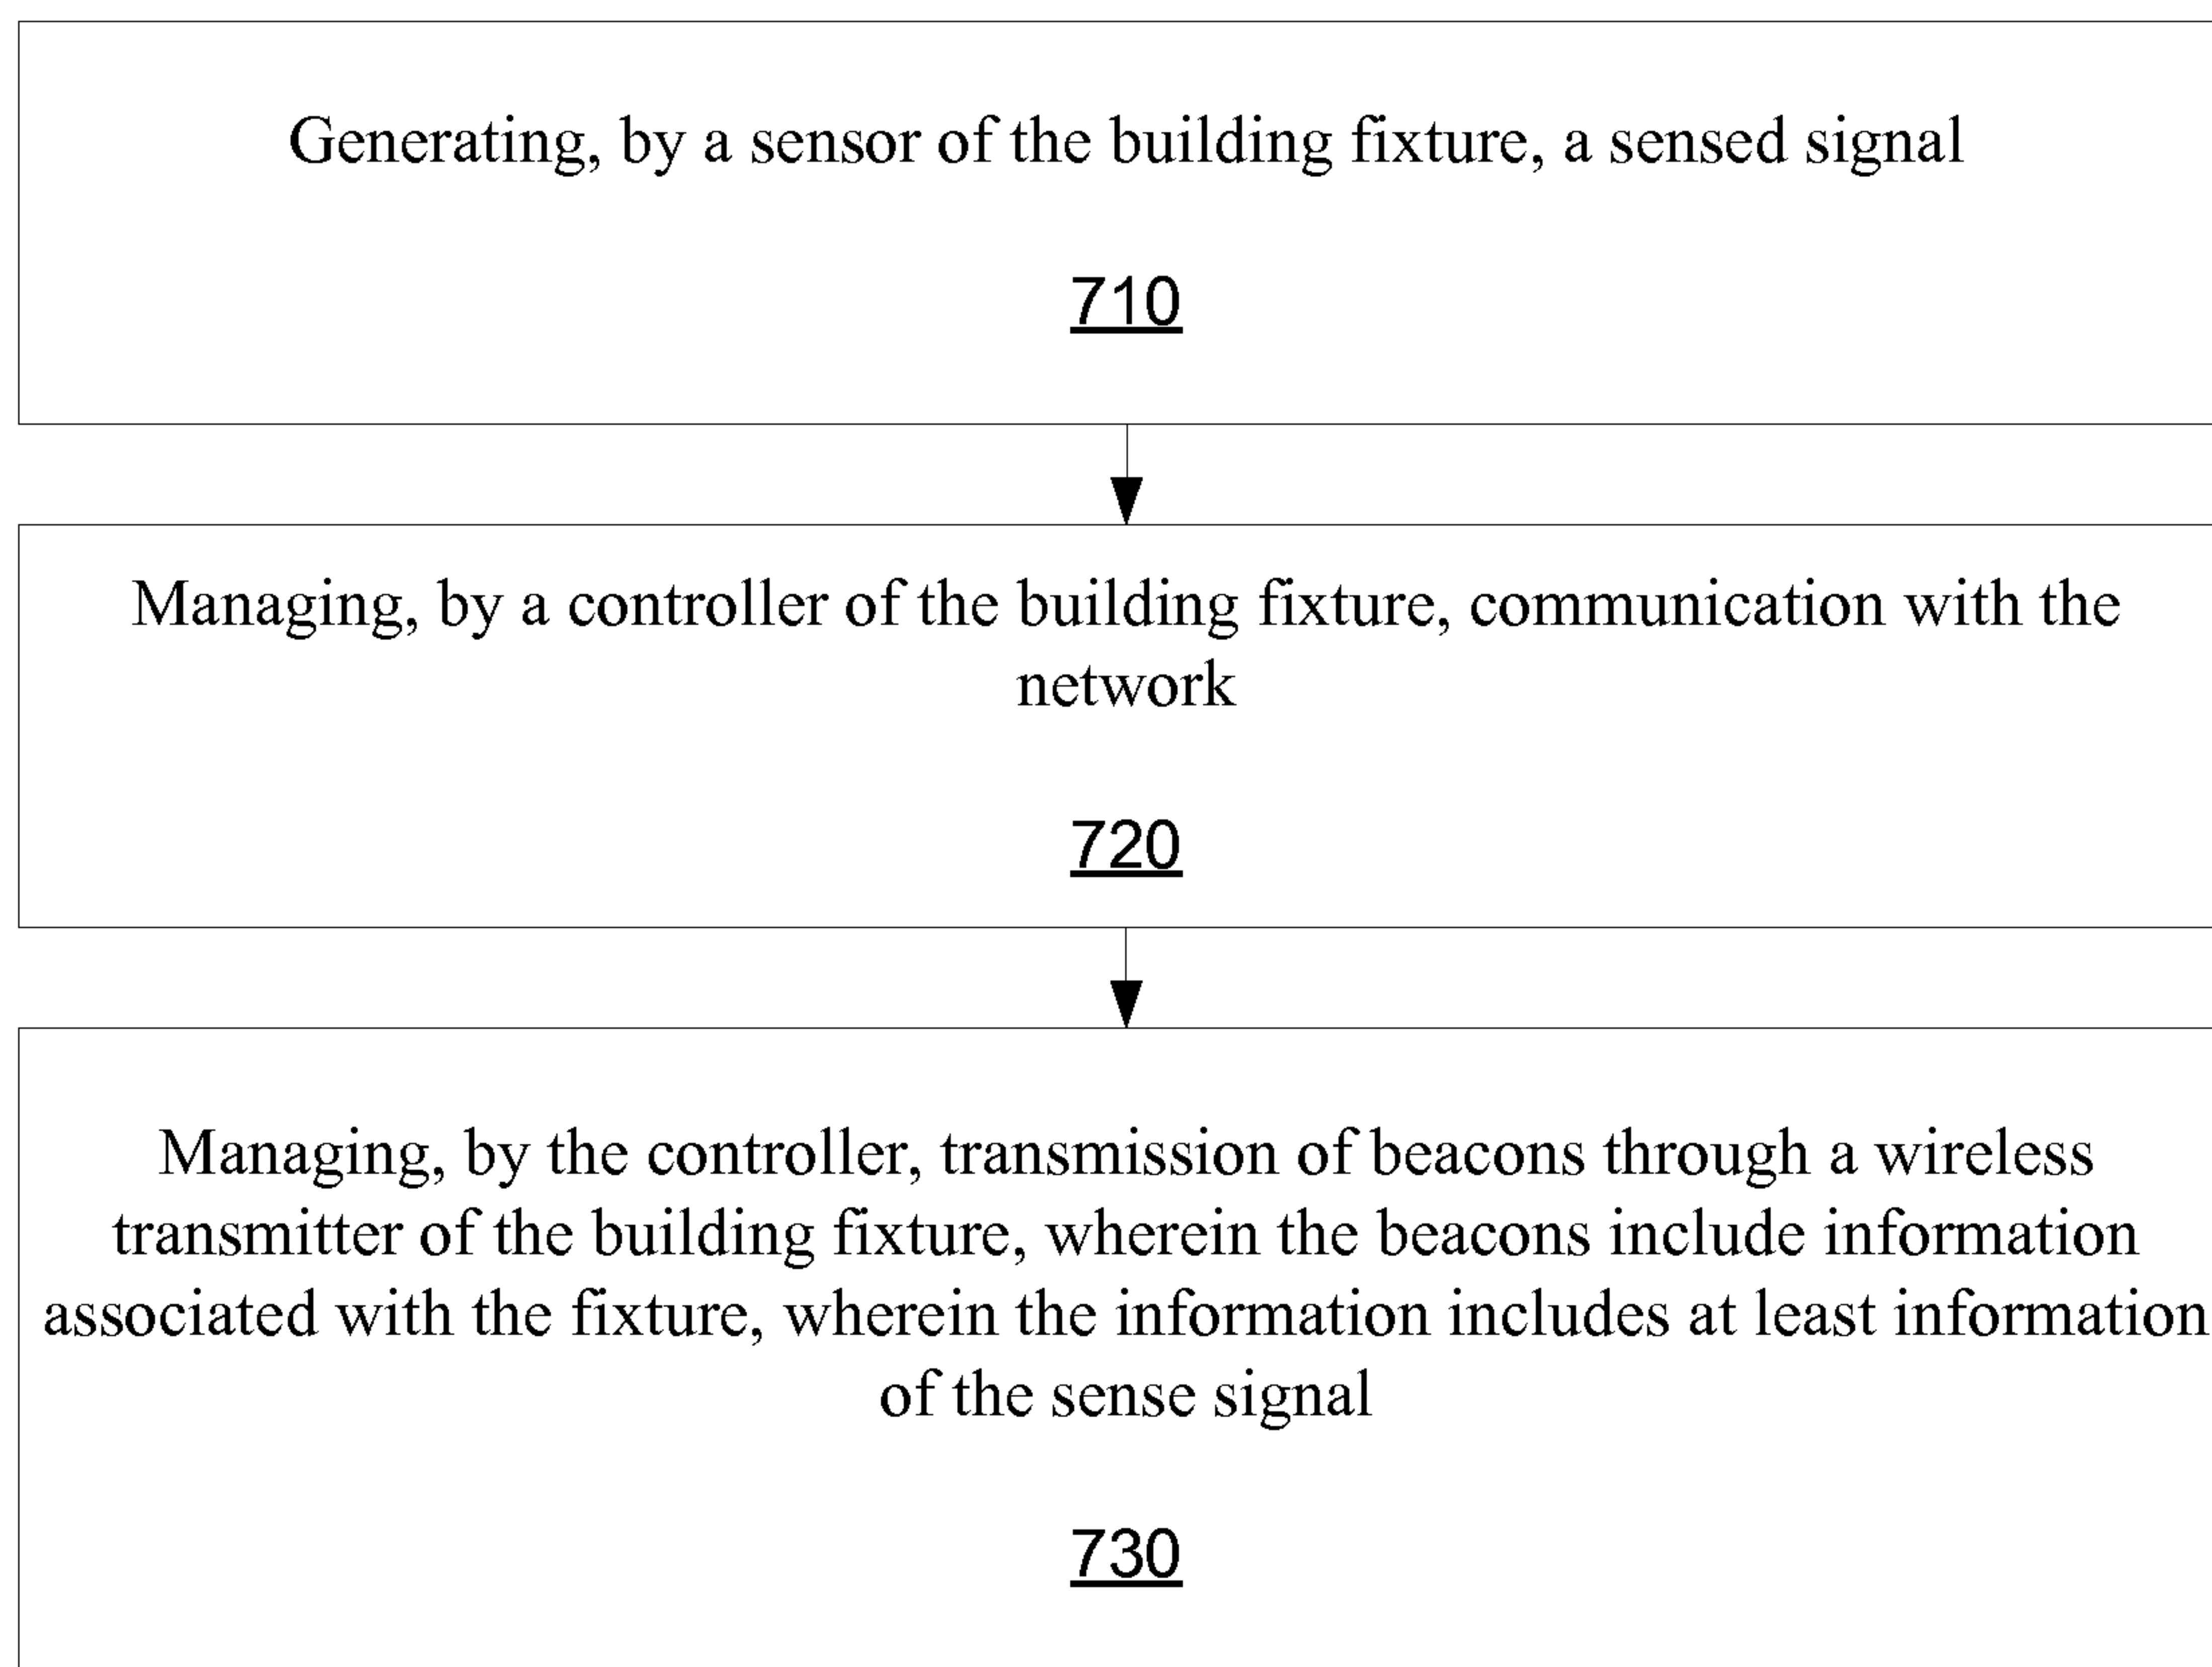 Generating, by a sensor of the building fixture, a sensed signal
710
Managing, by a controller of the building fixture, communication with the
network
720
Managing, by the controller, transmission of beacons through a wireless
transmitter of the building fixture, wherein the beacons include information
associated with the fixture, wherein the information includes at least information
of the sense signal
730